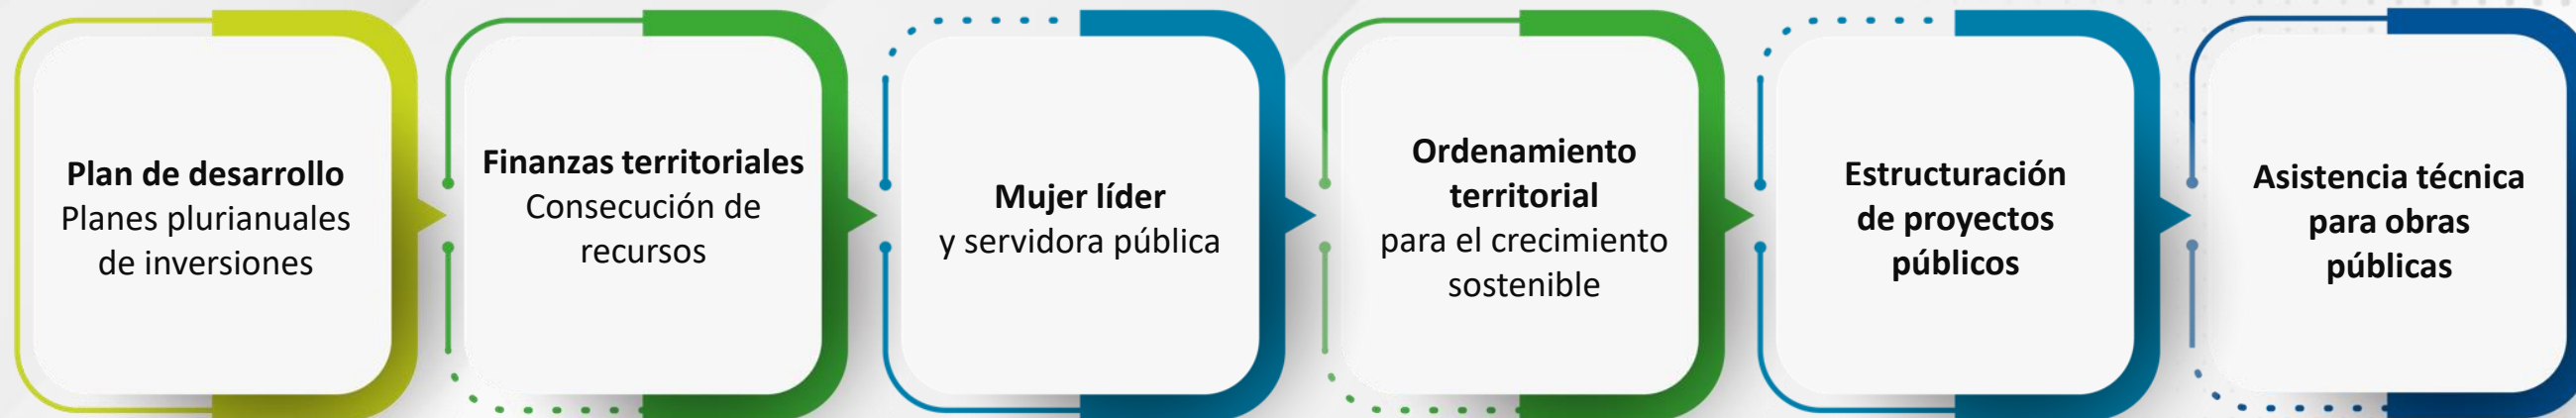 Plan de desarrollo
Planes plurianuales
de inversiones
Finanzas territoriales
Consecución de
recursos
Mujer líder
y servidora pública
Ordenamiento
territorial
para el crecimiento
sostenible
Estructuración
de proyectos
públicos
Asistencia técnica
para obras
públicas